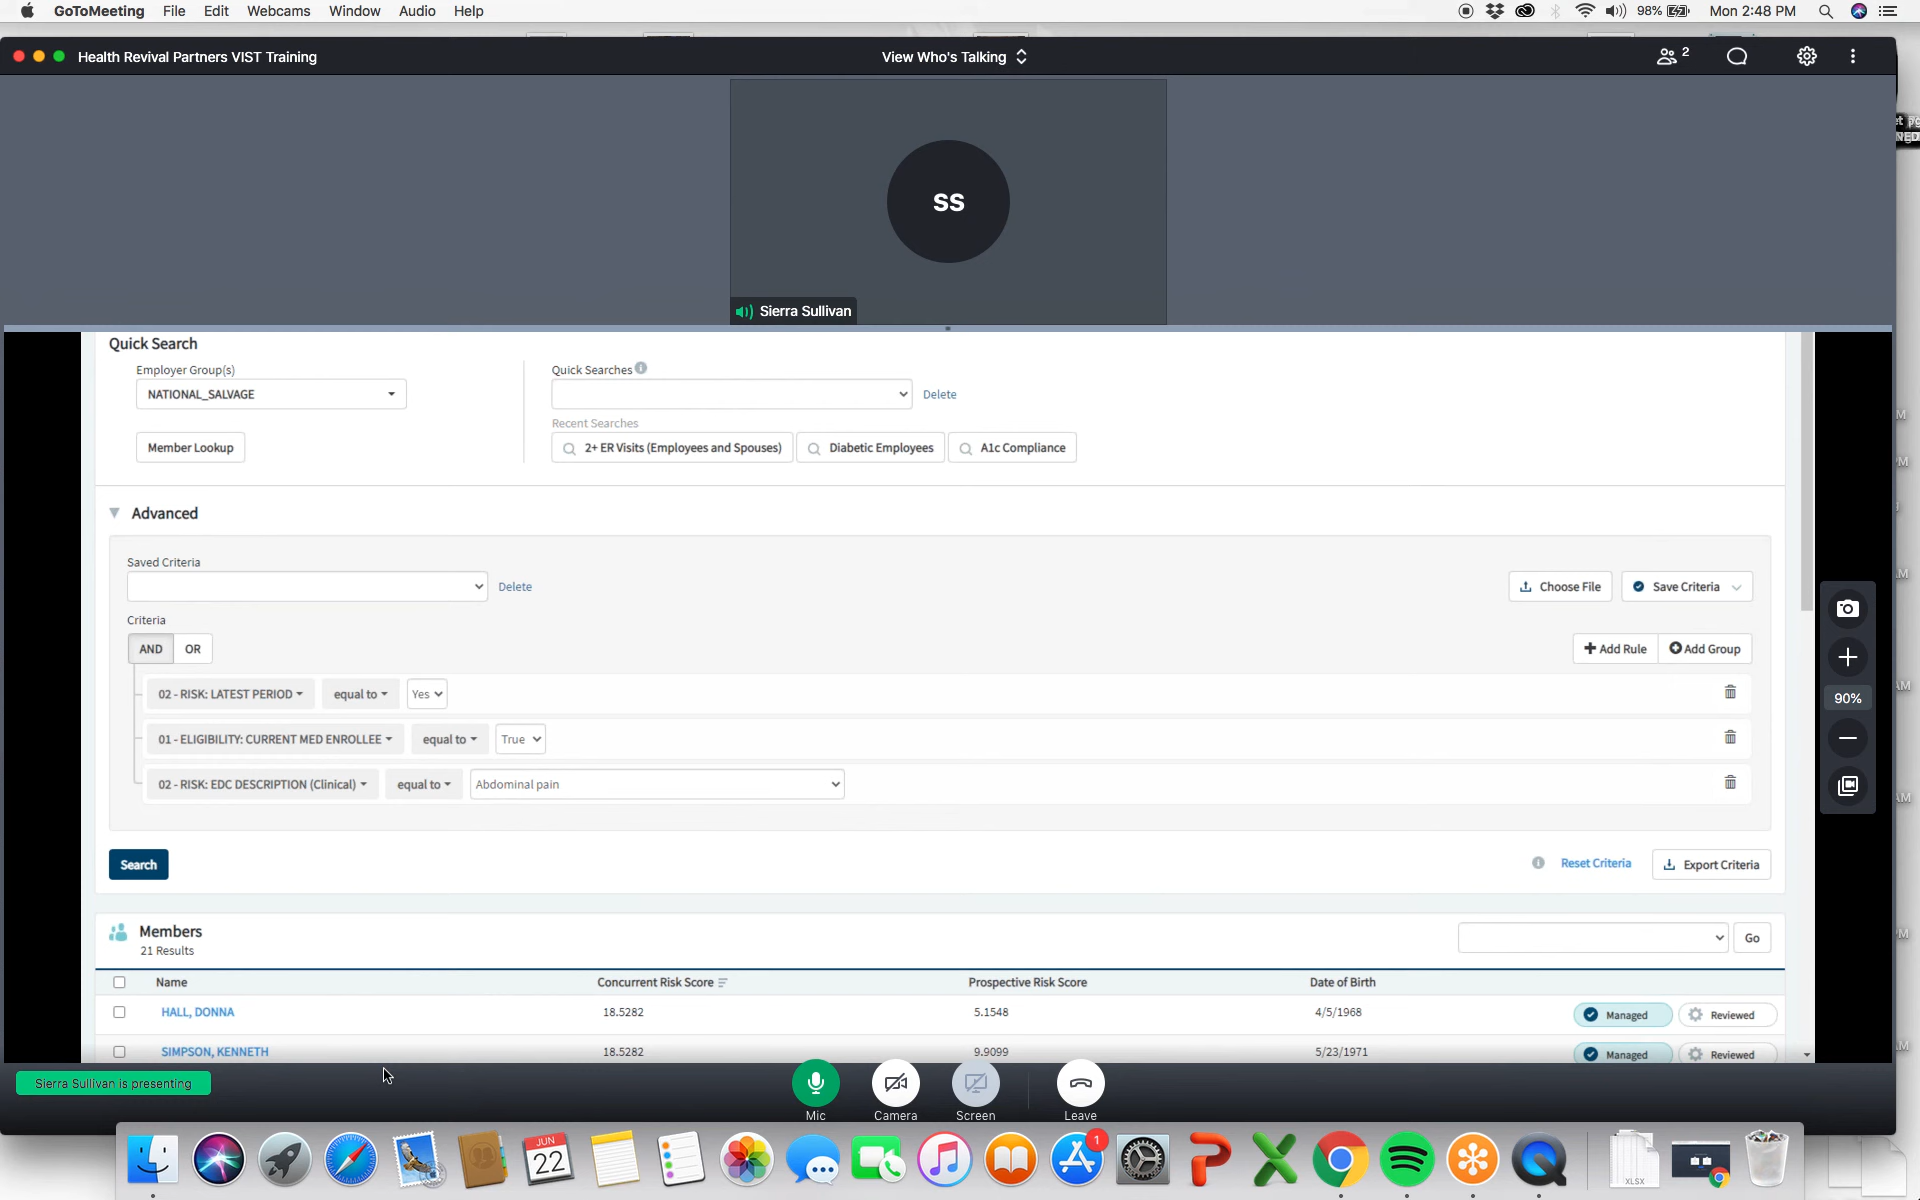 GoToMeeting File Edit Webcams Window Audio Help 98% Mon 2:48 PM
Health Revival Partners VIST Training View Who's Talking 2
SS
Sierra Sullivan
Quick Search
Employer Group(s) Quick Searches
NATIONAL_SALVAGE Delete
Recent Searches
Member Lookup 2+ ER Visits (Employees and Spouses) Diabetic Employees A1c Compliance
Advanced
Saved Criteria
Delete Choose File Save Criteria
Criteria
AND OR + Add Rule Add Group
02 - RISK: LATEST PERIOD equal to Yes
90%
01 - ELIGIBILITY: CURRENT MED ENROLLEE equal to True
02 - RISK: EDC DESCRIPTION (Clinical) equal to Abdominal pain
Search Reset Criteria Export Criteria
Members
21 Results Go
Name Concurrent Risk Score Prospective Risk Score Date of Birth
HALL, DONNA 18.5282 5.1548 4/5/1968 Managed Reviewed
SIMPSON, KENNETH 18.5282 9.9099 5/23/1971 Managed Reviewed
Sierra Sullivan is presenting
Mic Camera Screen Leave
JUN
22
1
XLSX